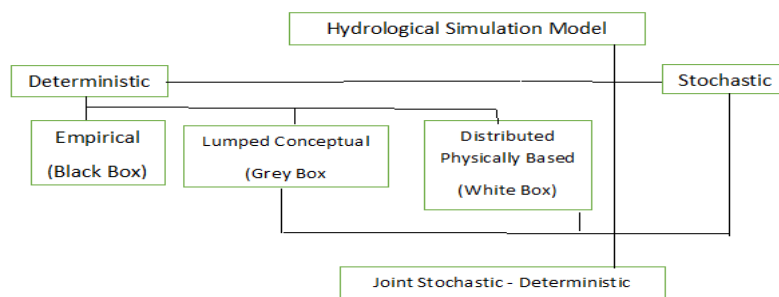 Hydrological Simulation Model
Deterministic
Stochastic
Empirical
(Black Box)
Lumped Conceptual
(Grey Box
Distributed
Physically Based
(White Box)
Joint Stochastic - Deterministic